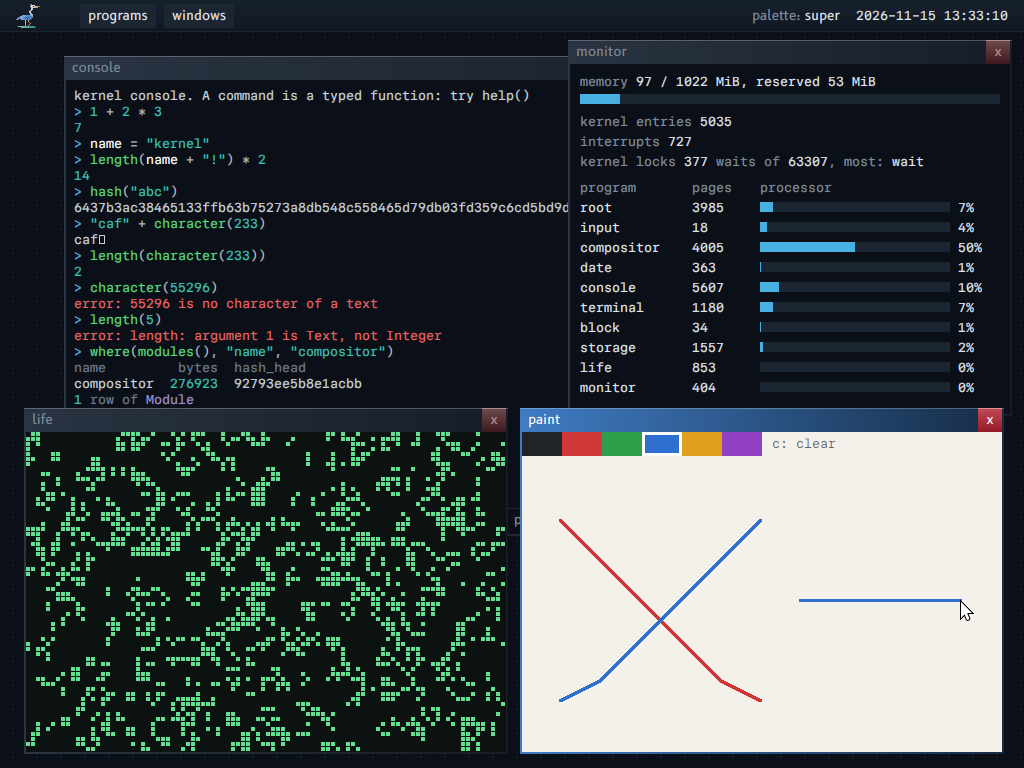 programs windows palette: super 2026-11-15 13:33:10
console
kernel console. A command is a typed function: try help()
> 1 + 2 * 3
7
> name = "kernel"
> length(name + "!") * 2
14
> hash("abc")
6437b3ac38465133ffb63b75273a8db548c558465d79db03fd359c6cd5bd9d
> "caf" + character(233)
caf▯
> length(character(233))
2
> character(55296)
error: 55296 is no character of a text
> length(5)
error: length: argument 1 is Text, not Integer
> where(modules(), "name", "compositor")
name bytes hash_head
compositor 276923 92793ee5b8e1acbb
1 row of Module
monitor x
memory 97 / 1022 MiB, reserved 53 MiB
kernel entries 5035
interrupts 727
kernel locks 377 waits of 63307, most: wait
program pages processor
root 3985 7%
input 18 4%
compositor 4005 50%
date 363 1%
console 5607 10%
terminal 1180 7%
block 34 1%
storage 1557 2%
life 853 0%
monitor 404 0%
life x
p
paint x
c: clear